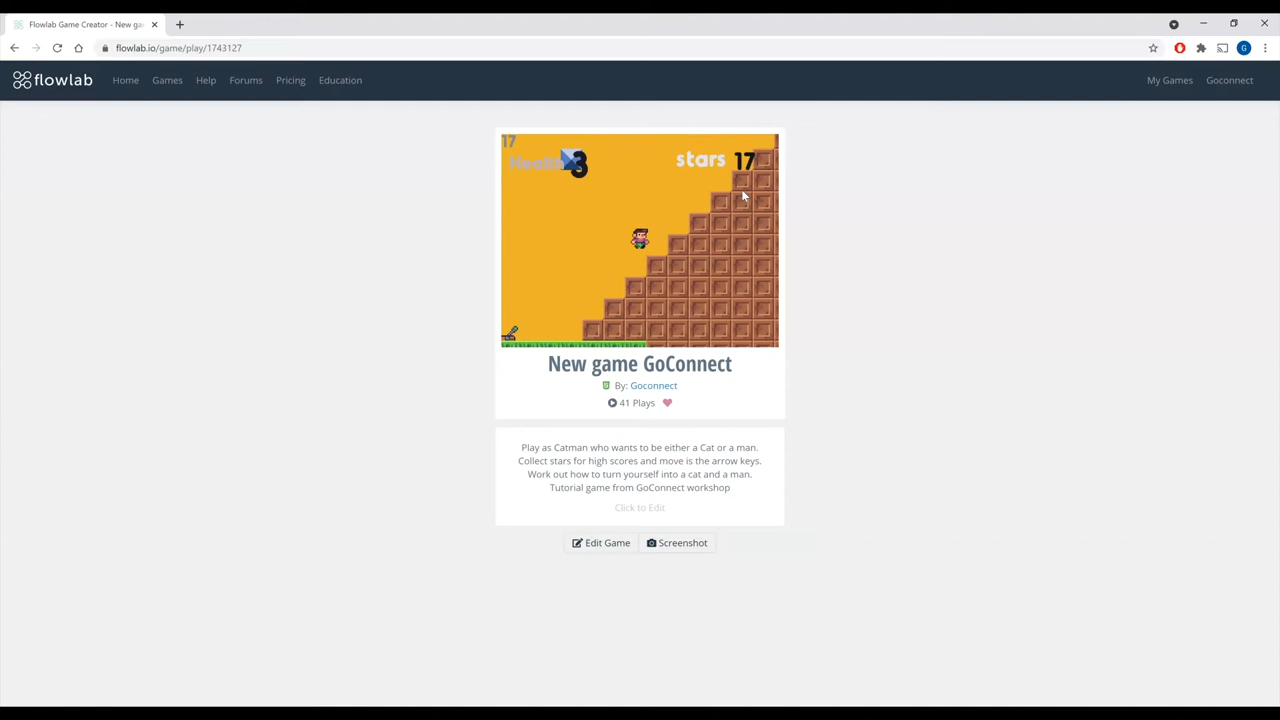 Flowlab Game Creator - New ga
flowlab.io/game/play/1743127
G
flowlab
Home
Games
Help
Forums
Pricing
Education
My Games
Goconnect
17
Health 3
stars 17
New game GoConnect
By: Goconnect
41 Plays
Play as Catman who wants to be either a Cat or a man.
Collect stars for high scores and move is the arrow keys.
Work out how to turn yourself into a cat and a man.
Tutorial game from GoConnect workshop
Click to Edit
Edit Game
Screenshot